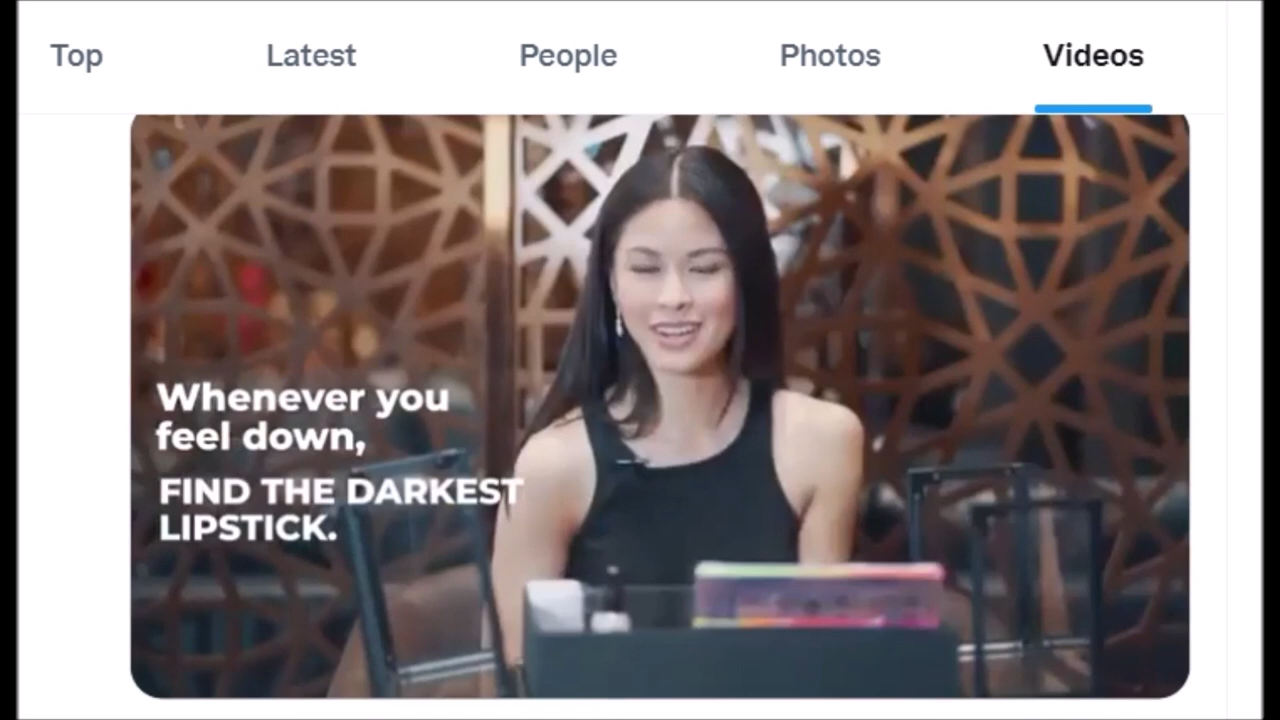 Top Latest People Photos Videos
Whenever you
feel down,
FIND THE DARKEST
LIPSTICK.